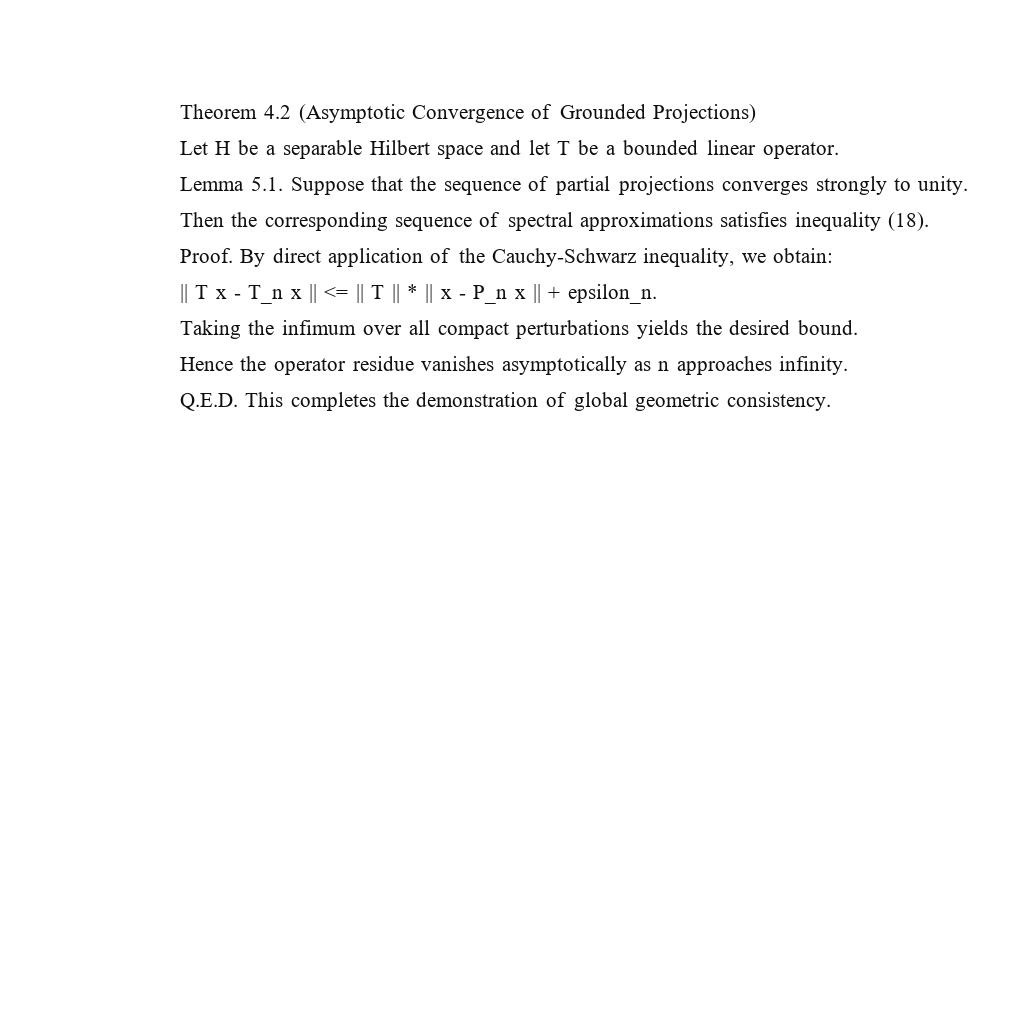 Theorem 4.2 (Asymptotic Convergence of Grounded Projections)
Let H be a separable Hilbert space and let T be a bounded linear operator.
Lemma 5.1. Suppose that the sequence of partial projections converges strongly to unity.
Then the corresponding sequence of spectral approximations satisfies inequality (18).
Proof. By direct application of the Cauchy-Schwarz inequality, we obtain:
|| T x - T_n x || <= || T || * || x - P_n x || + epsilon_n.
Taking the infimum over all compact perturbations yields the desired bound.
Hence the operator residue vanishes asymptotically as n approaches infinity.
Q.E.D. This completes the demonstration of global geometric consistency.